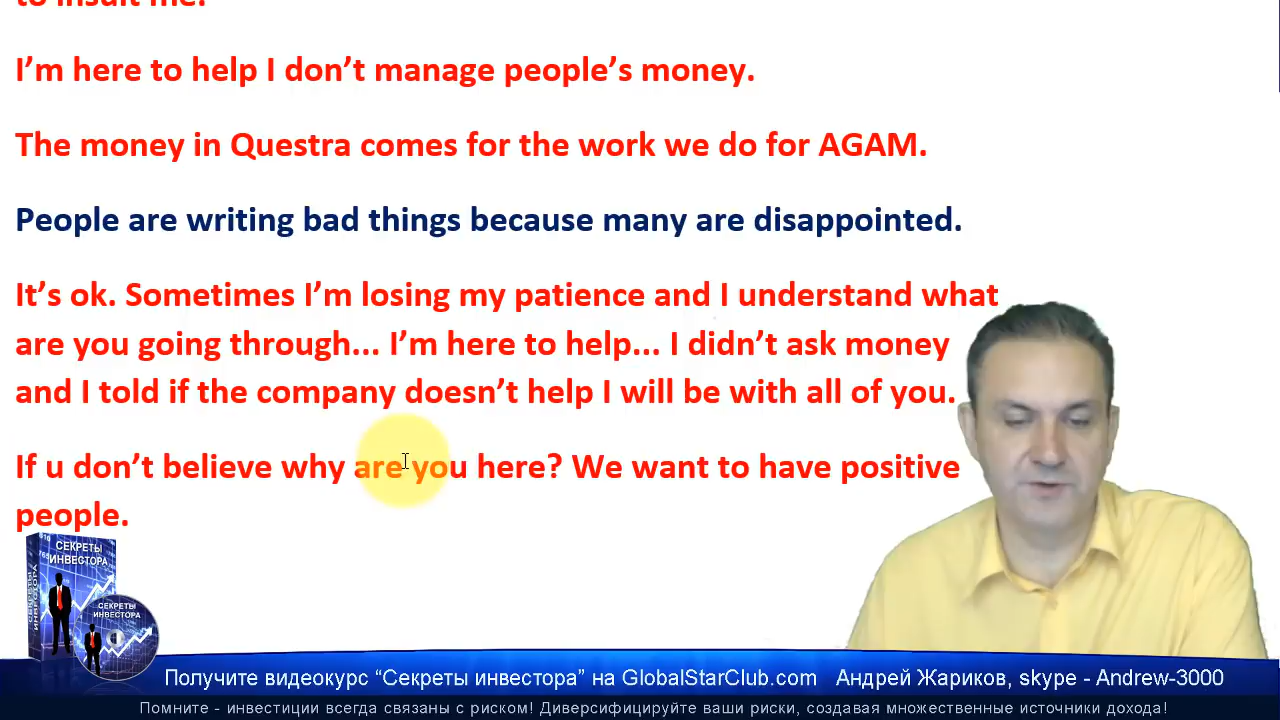 to insult me.
I’m here to help I don’t manage people’s money.
The money in Questra comes for the work we do for AGAM.
People are writing bad things because many are disappointed.
It’s ok. Sometimes I’m losing my patience and I understand what
are you going through... I’m here to help... I didn’t ask money
and I told if the company doesn’t help I will be with all of you.
If u don’t believe why are you here? We want to have positive
people.
СЕКРЕТЫ
ИНВЕСТОРА
СЕКРЕТЫ
ИНВЕСТОРА
СЕКРЕТЫ
ИНВЕСТОРА
Получите видеокурс “Секреты инвестора” на GlobalStarClub.com Андрей Жариков, skype - Andrew-3000
Помните - инвестиции всегда связаны с риском! Диверсифицируйте ваши риски, создавая множественные источники дохода!